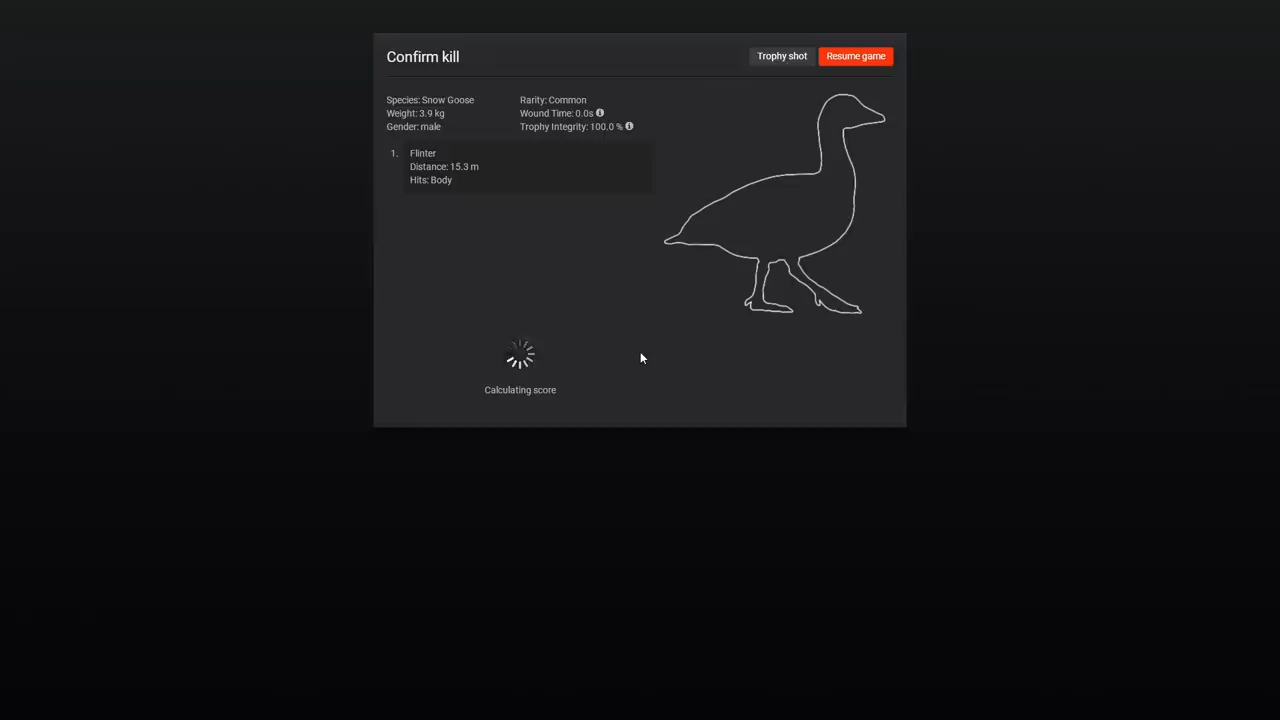 Confirm kill
Trophy shot
Resume game
Species: Snow Goose
Rarity: Common
Weight: 3.9 kg
Wound Time: 0.0s
Gender: male
Trophy Integrity: 100.0 %
1. Flinter
Distance: 15.3 m
Hits: Body
Calculating score